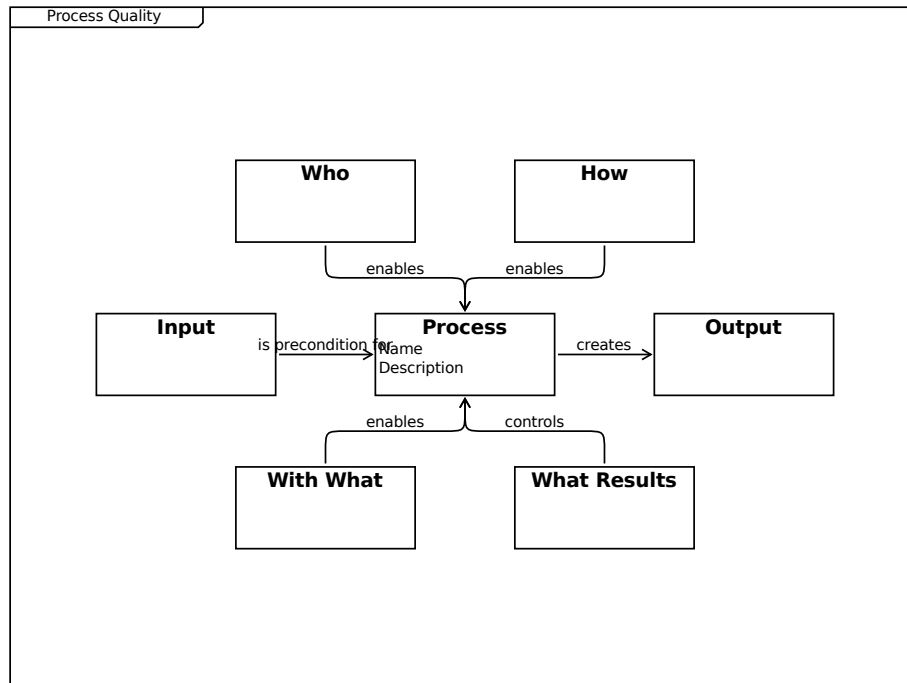 Process Quality
Who
How
enables
enables
Input
is precondition for
Process
Name
Description
creates
Output
enables
controls
With What
What Results